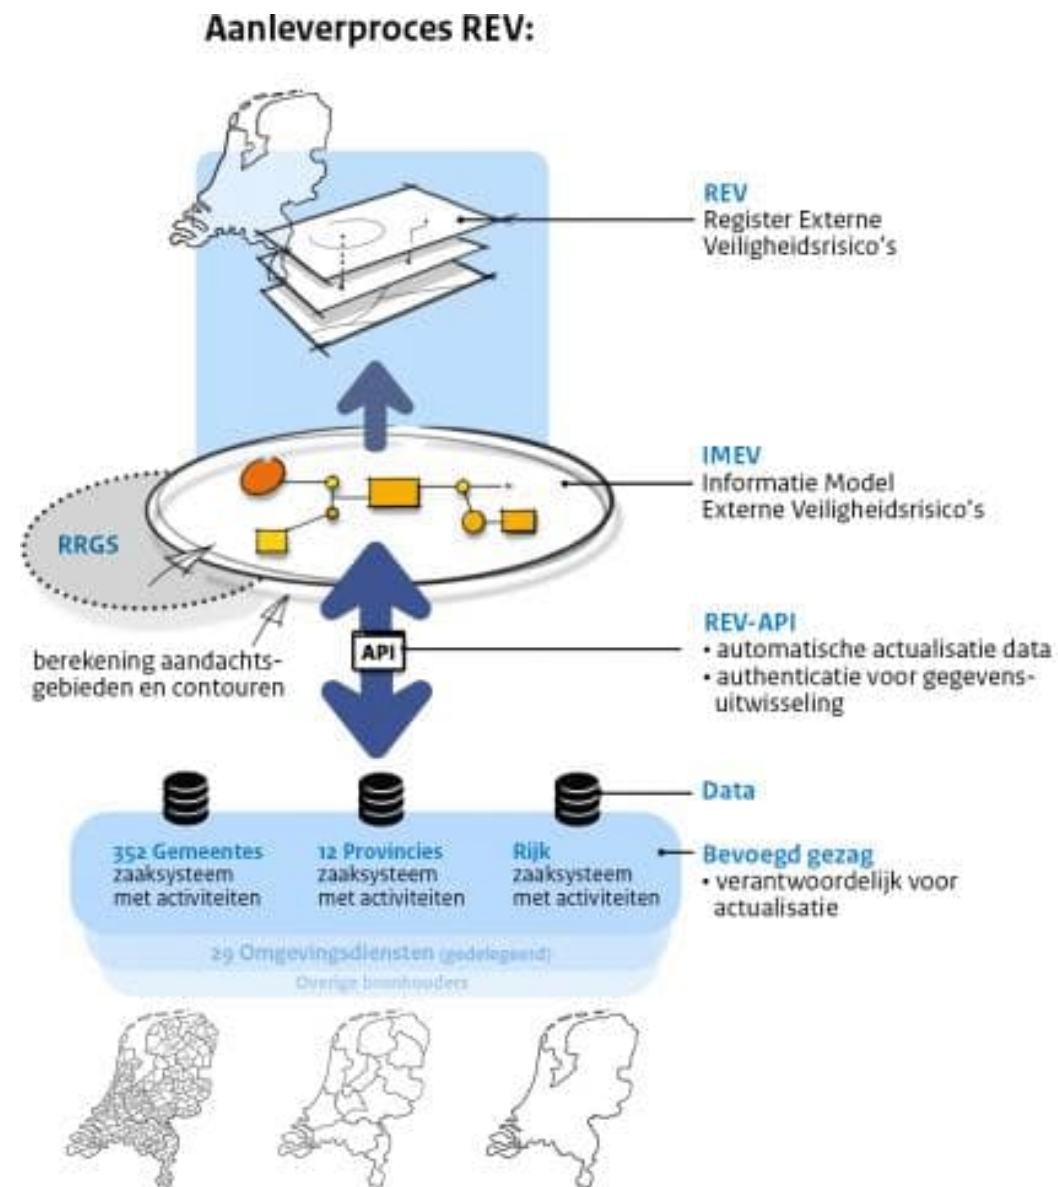 Aanleverproces REV:
REV
Register Externe
Veiligheidsrisico's
IMEV
Informatie Model
Externe Veiligheidsrisico's
RRGS
berekening aandachts-
gebieden en contouren
API
REV-API
• automatische actualisatie data
• authenticatie voor gegevens-
uitwisseling
Data
352 Gemeentes
zaaksysteem
met activiteiten
12 Provincies
zaaksysteem
met activiteiten
Rijk
zaaksysteem
met activiteiten
Bevoegd gezag
• verantwoordelijk voor
actualisatie
29 Omgevingsdiensten (gedelegeerd)
Overige bronhouders